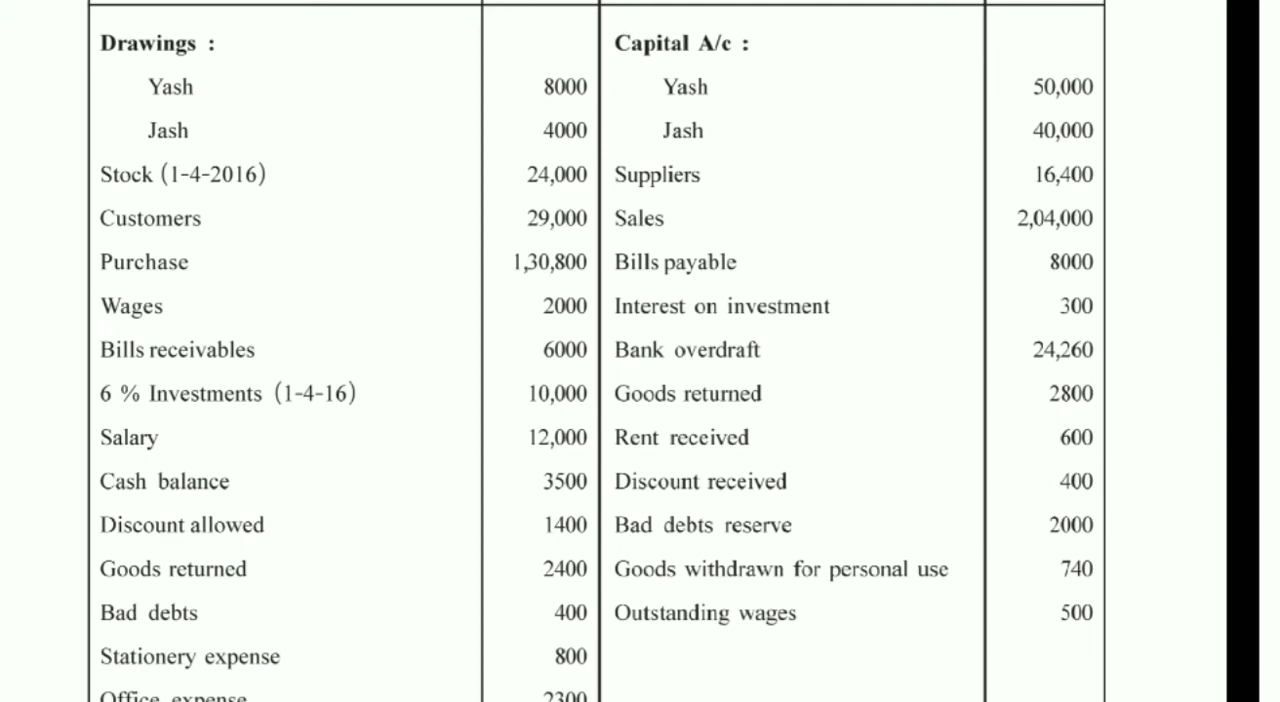 Drawings : Capital A/c :
Yash 8000 Yash 50,000
Jash 4000 Jash 40,000
Stock (1-4-2016) 24,000 Suppliers 16,400
Customers 29,000 Sales 2,04,000
Purchase 1,30,800 Bills payable 8000
Wages 2000 Interest on investment 300
Bills receivables 6000 Bank overdraft 24,260
6 % Investments (1-4-16) 10,000 Goods returned 2800
Salary 12,000 Rent received 600
Cash balance 3500 Discount received 400
Discount allowed 1400 Bad debts reserve 2000
Goods returned 2400 Goods withdrawn for personal use 740
Bad debts 400 Outstanding wages 500
Stationery expense 800
Office expense 2300